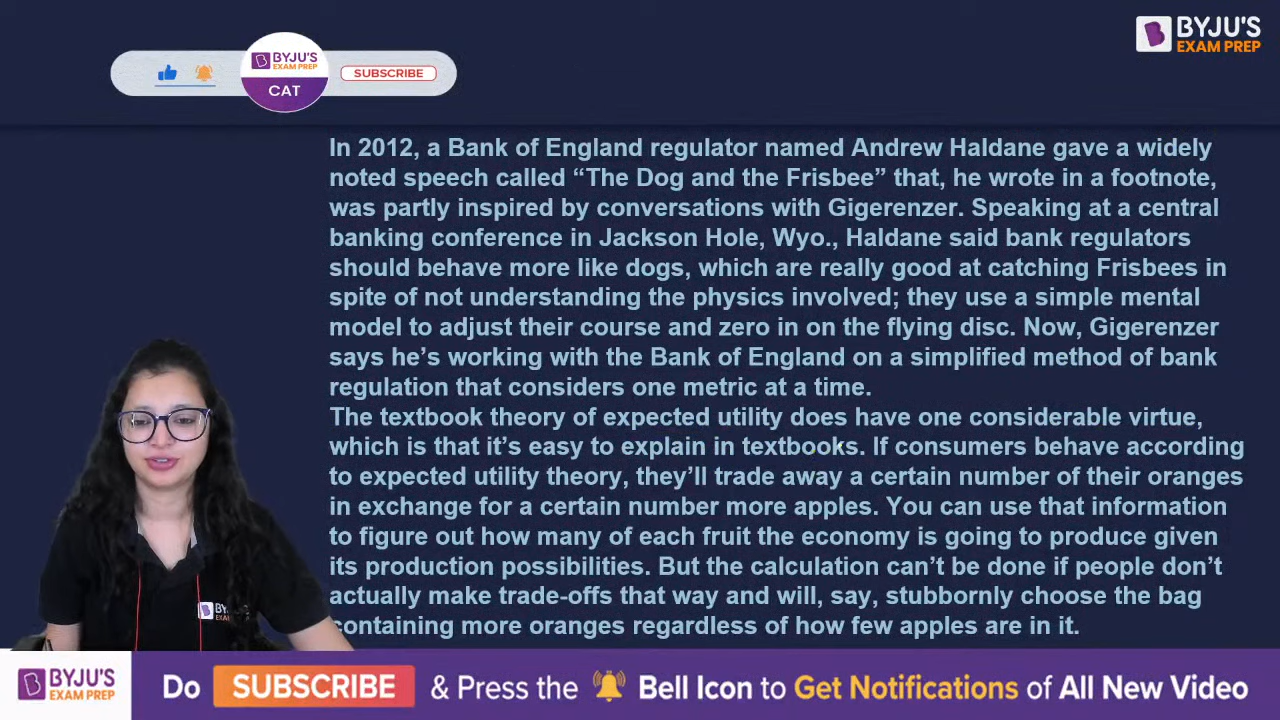 BYJU'S
EXAM PREP
BYJU'S
EXAM PREP
SUBSCRIBE
CAT
In 2012, a Bank of England regulator named Andrew Haldane gave a widely
noted speech called “The Dog and the Frisbee” that, he wrote in a footnote,
was partly inspired by conversations with Gigerenzer. Speaking at a central
banking conference in Jackson Hole, Wyo., Haldane said bank regulators
should behave more like dogs, which are really good at catching Frisbees in
spite of not understanding the physics involved; they use a simple mental
model to adjust their course and zero in on the flying disc. Now, Gigerenzer
says he’s working with the Bank of England on a simplified method of bank
regulation that considers one metric at a time.
The textbook theory of expected utility does have one considerable virtue,
which is that it’s easy to explain in textbooks. If consumers behave according
to expected utility theory, they’ll trade away a certain number of their oranges
in exchange for a certain number more apples. You can use that information
to figure out how many of each fruit the economy is going to produce given
its production possibilities. But the calculation can’t be done if people don’t
actually make trade-offs that way and will, say, stubbornly choose the bag
containing more oranges regardless of how few apples are in it.
BYJU'S
EXAM PREP
Do SUBSCRIBE & Press the Bell Icon to Get Notifications of All New Video